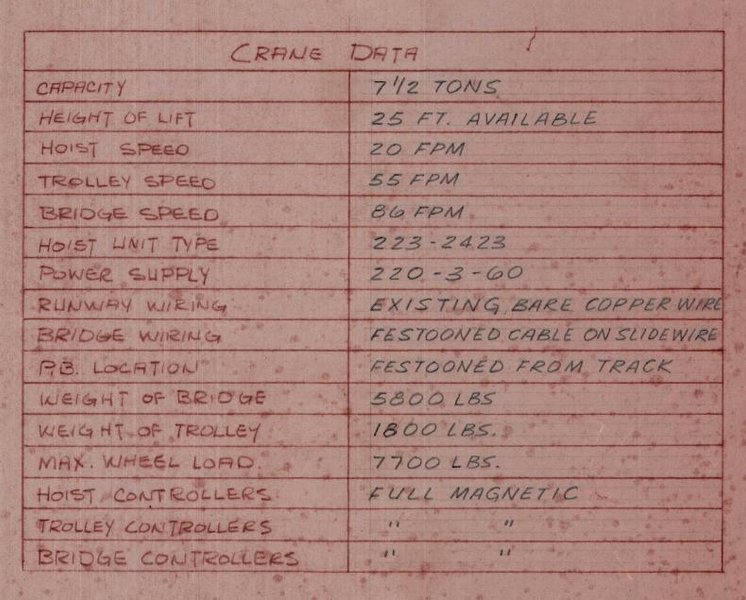 CRANE DATA
CAPACITY 7 1/2 TONS
HEIGHT OF LIFT 25 FT. AVAILABLE
HOIST SPEED 20 FPM
TROLLEY SPEED 55 FPM
BRIDGE SPEED 86 FPM
HOIST UNIT TYPE 223-2423
POWER SUPPLY 220-3-60
RUNWAY WIRING EXISTING BARE COPPER WIRE
BRIDGE WIRING FESTOONED CABLE ON SLIDEWIRE
P.B. LOCATION FESTOONED FROM TRACK
WEIGHT OF BRIDGE 5800 LBS
WEIGHT OF TROLLEY 1800 LBS.
MAX. WHEEL LOAD. 7700 LBS.
HOIST CONTROLLERS FULL MAGNETIC
TROLLEY CONTROLLERS " "
BRIDGE CONTROLLERS " "